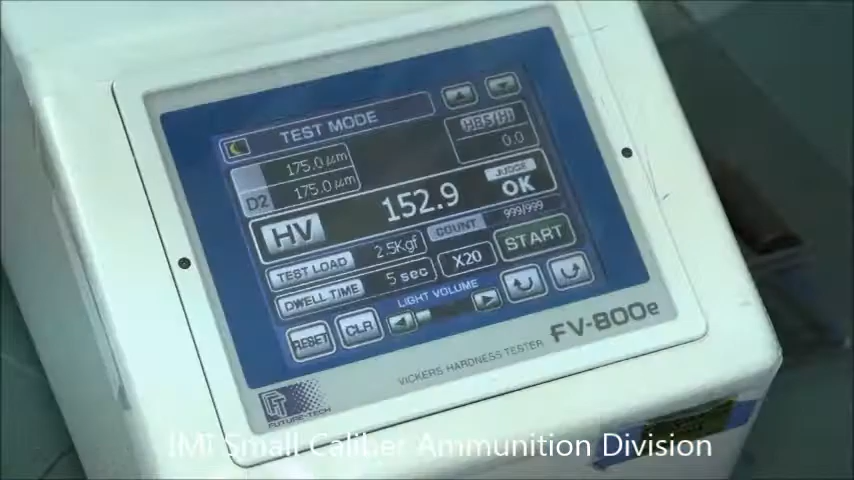 TEST MODE
175.0㎛
HBS(H)
D2 175.0㎛
0.0
HV 152.9
JUDGE
OK
TEST LOAD 2.5Kgf
COUNT 999/999
DWELL TIME 5 sec
X20
START
LIGHT VOLUME
RESET CLR
VICKERS HARDNESS TESTER FV-800e
FT
FUTURE-TECH
IMI Small Caliber Ammunition Division